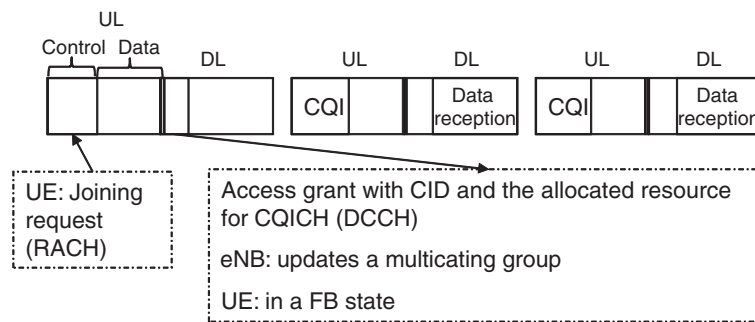 UL
Control Data DL UL DL UL DL
CQI Data reception CQI Data reception
UE: Joining
request
(RACH)
Access grant with CID and the allocated resource
for CQICH (DCCH)
eNB: updates a multicating group
UE: in a FB state